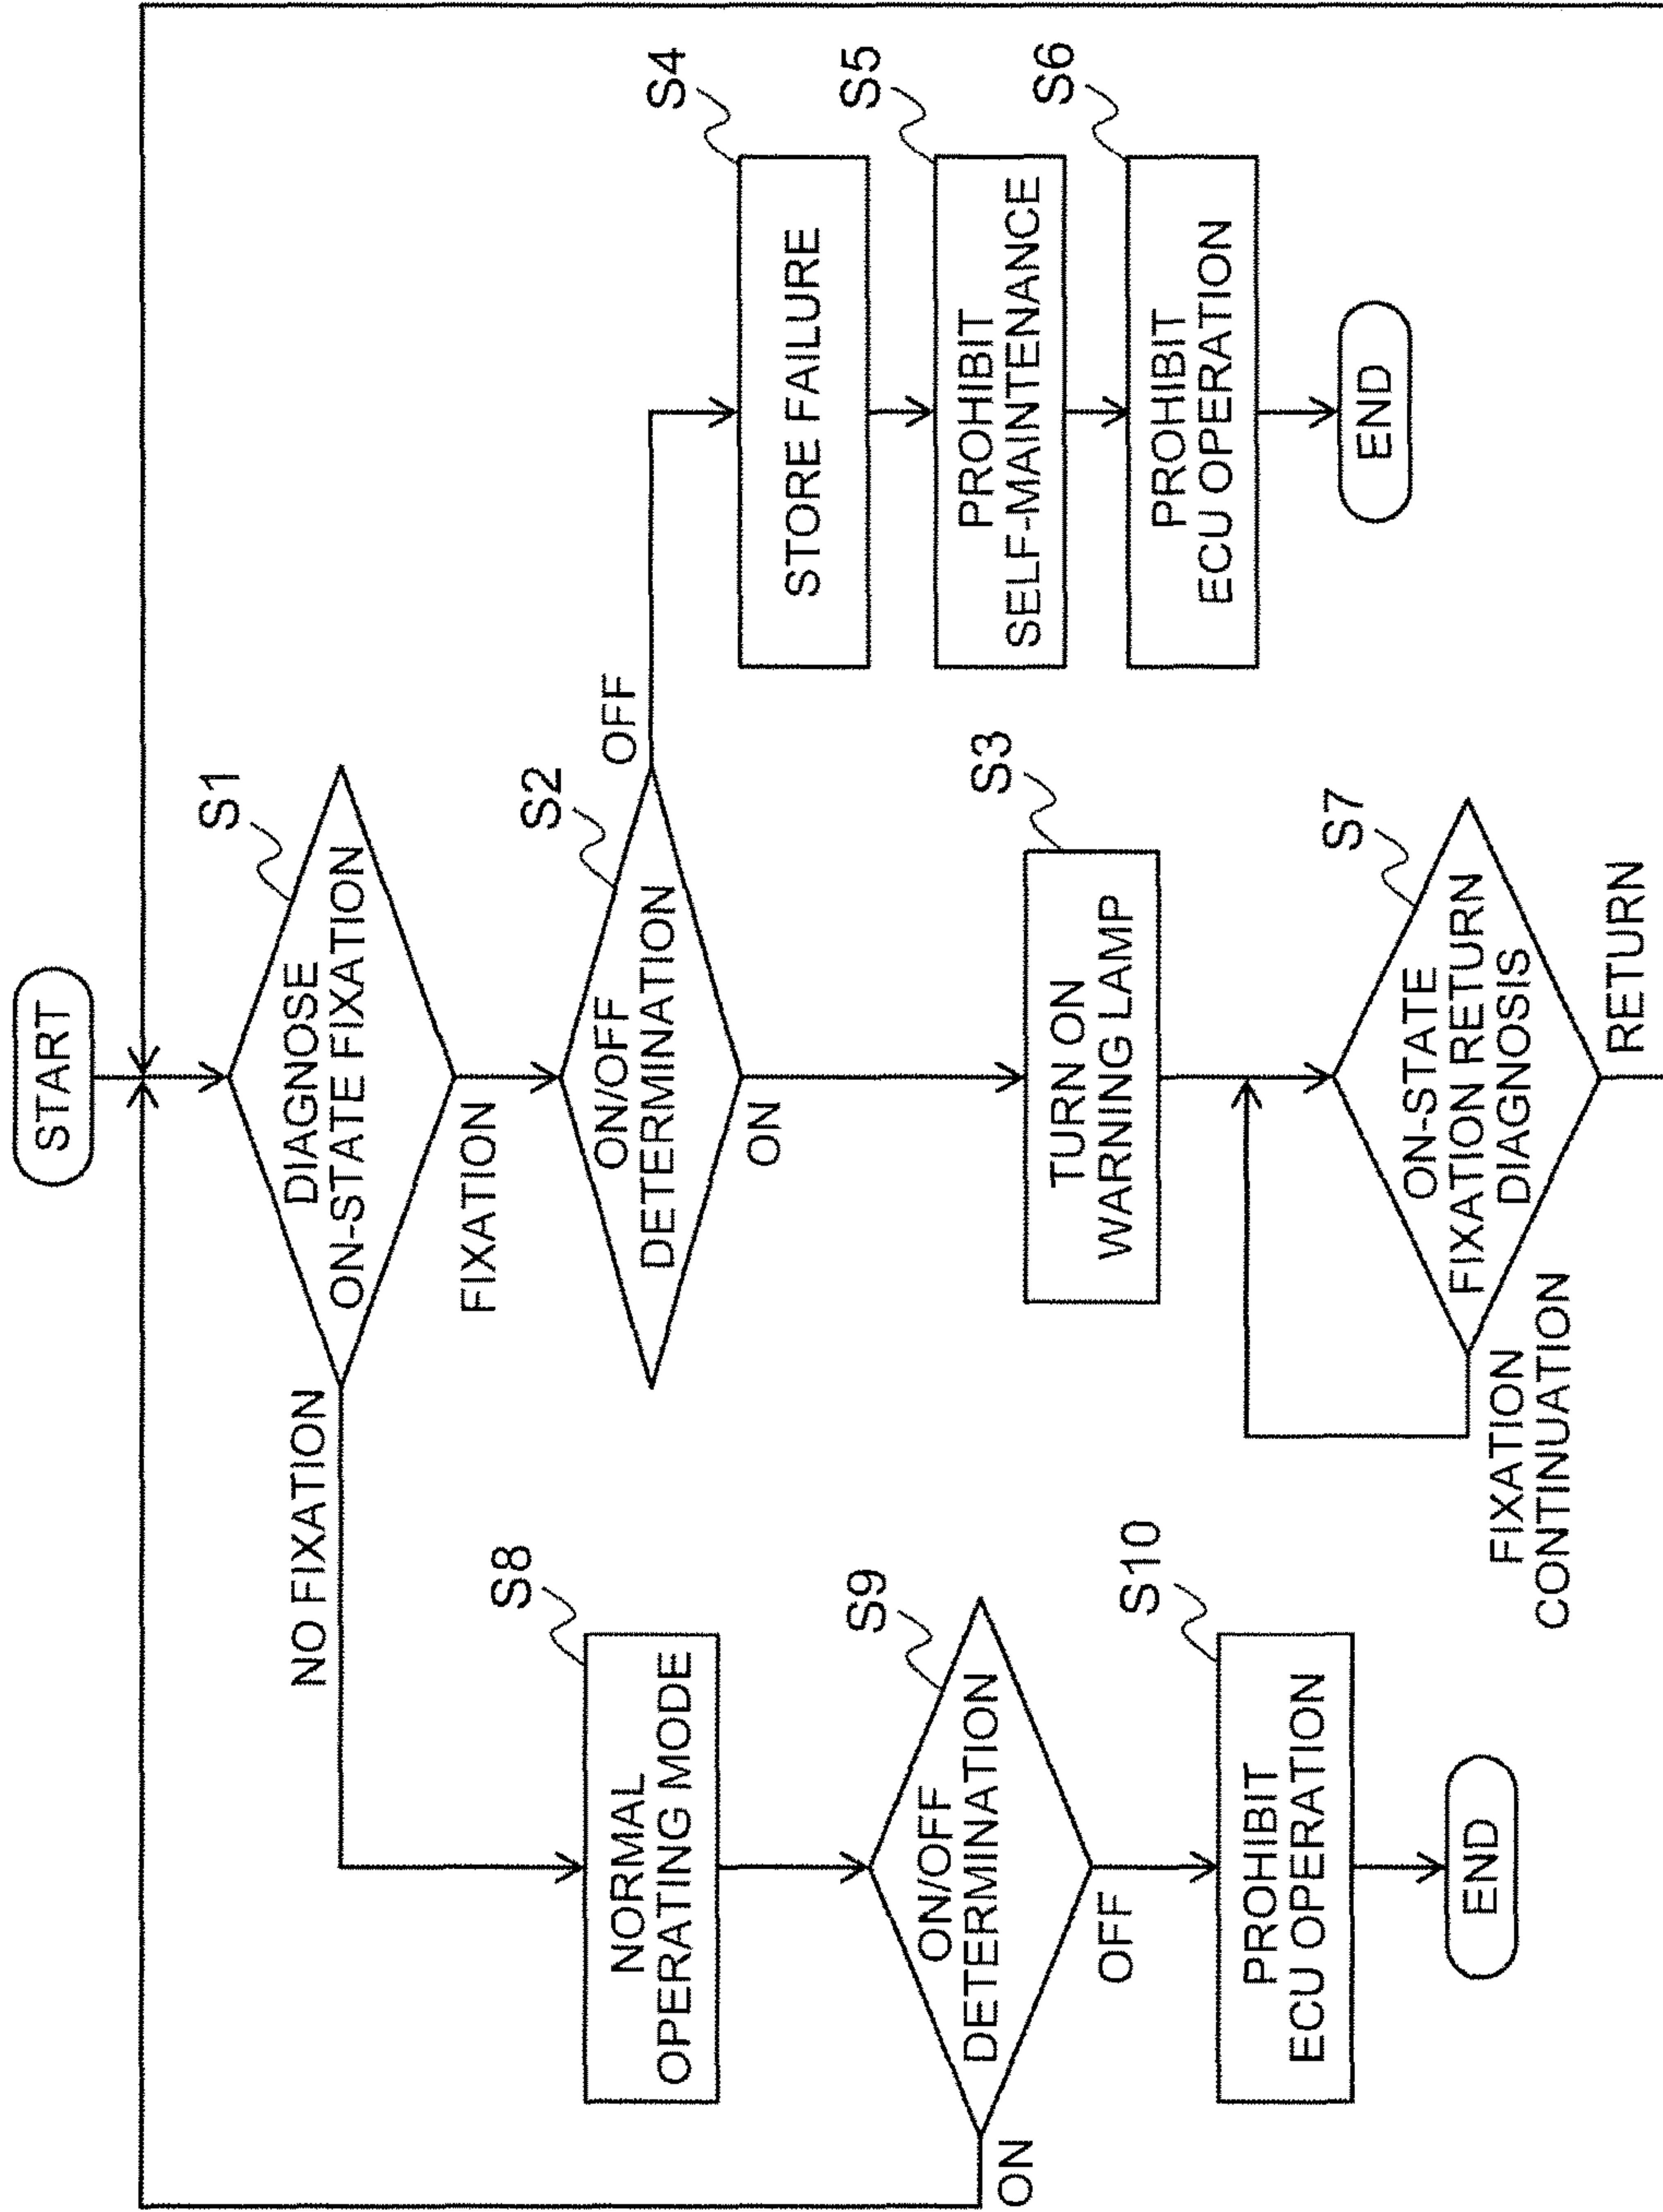 START
S1
DIAGNOSE
ON-STATE FIXATION
NO FIXATION
FIXATION
S2
ON/OFF
DETERMINATION
OFF
ON
S3
TURN ON
WARNING LAMP
S7
ON-STATE
FIXATION RETURN
DIAGNOSIS
FIXATION
CONTINUATION
RETURN
S4
STORE FAILURE
S5
PROHIBIT
SELF-MAINTENANCE
S6
PROHIBIT
ECU OPERATION
END
S8
NORMAL
OPERATING MODE
S9
ON/OFF
DETERMINATION
ON
OFF
S10
PROHIBIT
ECU OPERATION
END